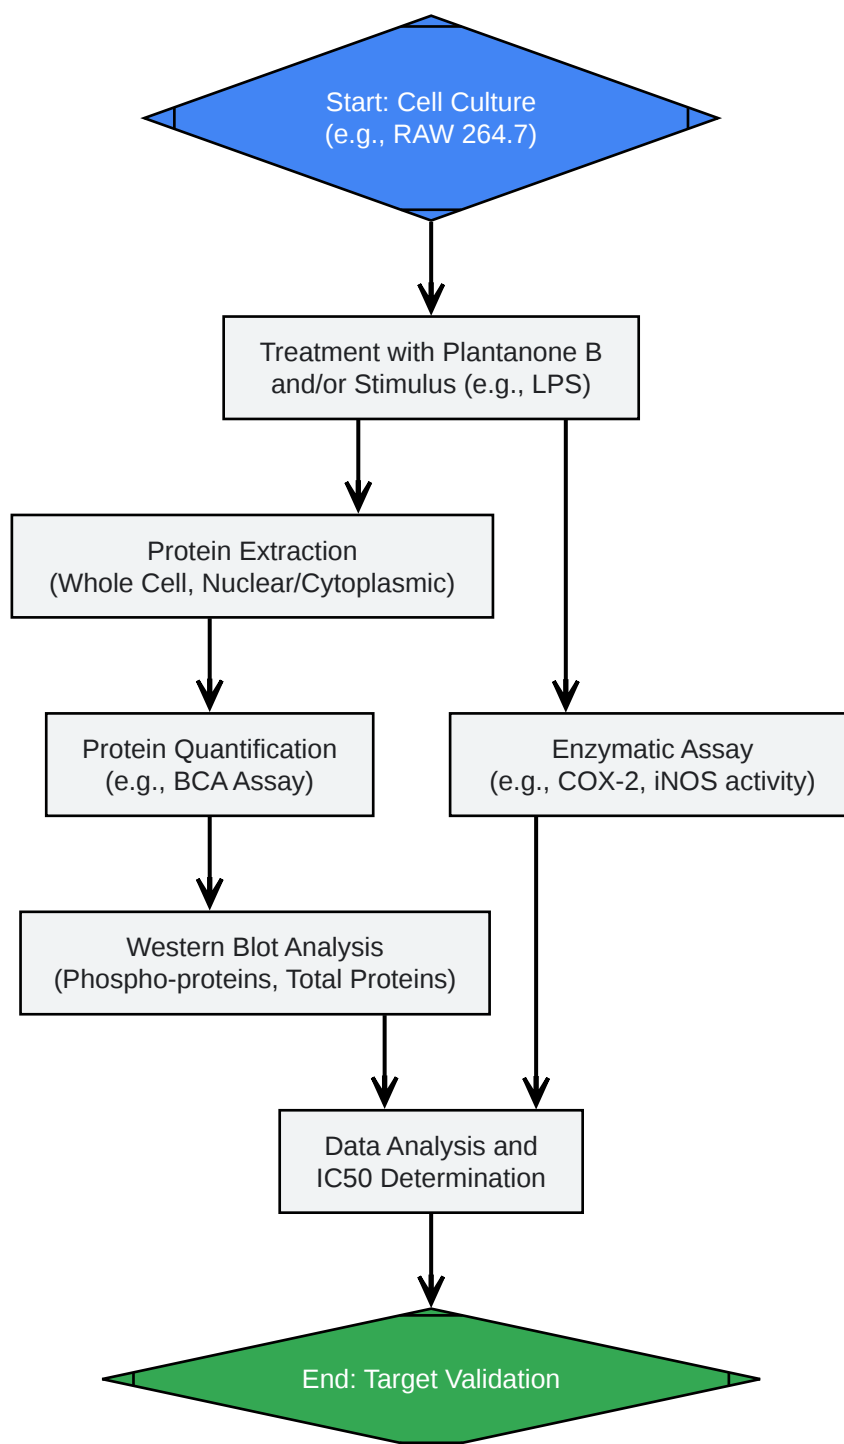 Start: Cell Culture
(e.g., RAW 264.7)
Treatment with Plantanone B
and/or Stimulus (e.g., LPS)
Protein Extraction
(Whole Cell, Nuclear/Cytoplasmic)
Protein Quantification
(e.g., BCA Assay)
Enzymatic Assay
(e.g., COX-2, iNOS activity)
Western Blot Analysis
(Phospho-proteins, Total Proteins)
Data Analysis and
IC50 Determination
End: Target Validation